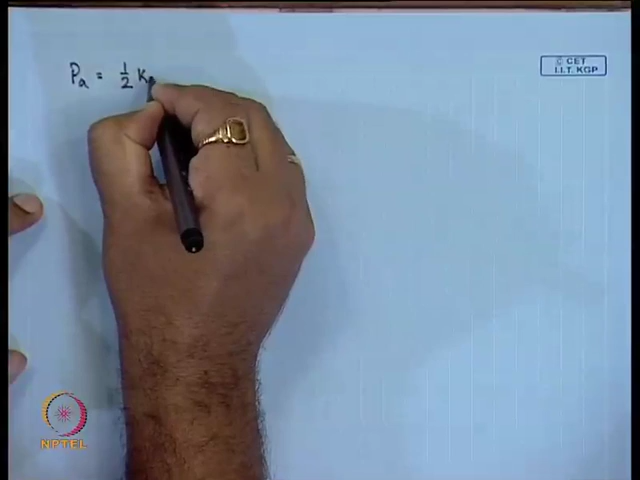 Pₐ = 1/2 K
© CET
I.I.T. KGP
NPTEL